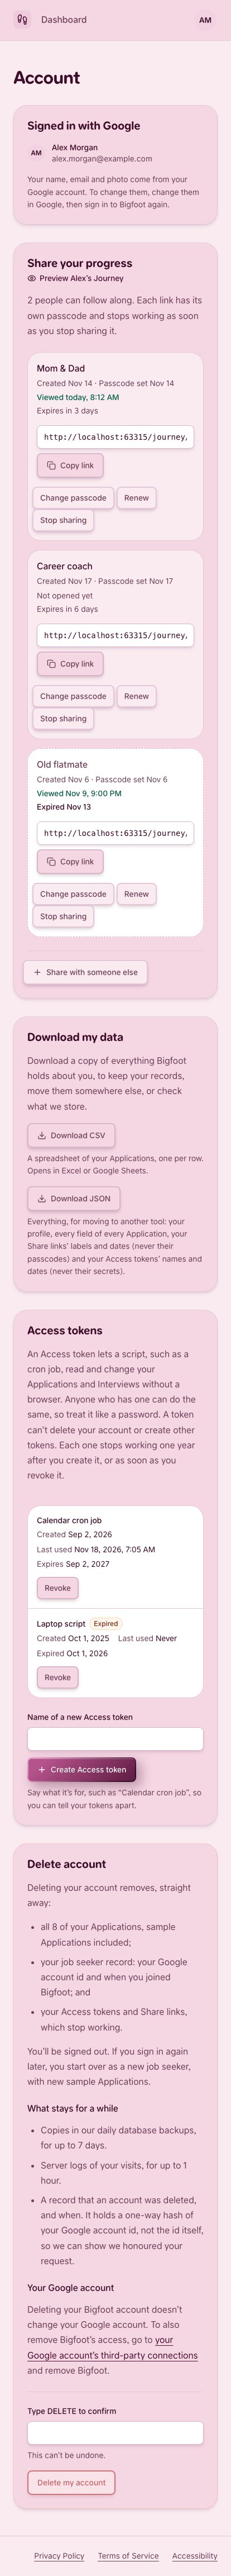 Dashboard
AM
Account
Signed in with Google
AM
Alex Morgan
alex.morgan@example.com
Your name, email and photo come from your
Google account. To change them, change them
in Google, then sign in to Bigfoot again.
Share your progress
Preview Alex's Journey
2 people can follow along. Each link has its
own passcode and stops working as soon
as you stop sharing it.
Mom & Dad
Created Nov 14 · Passcode set Nov 14
Viewed today, 8:12 AM
Expires in 3 days
http://localhost:63315/journey/
Copy link
Change passcode
Renew
Stop sharing
Career coach
Created Nov 17 · Passcode set Nov 17
Not opened yet
Expires in 6 days
http://localhost:63315/journey/
Copy link
Change passcode
Renew
Stop sharing
Old flatmate
Created Nov 6 · Passcode set Nov 6
Viewed Nov 9, 9:00 PM
Expired Nov 13
http://localhost:63315/journey/
Copy link
Change passcode
Renew
Stop sharing
Share with someone else
Download my data
Download a copy of everything Bigfoot
holds about you, to keep your records,
move them somewhere else, or check
what we store.
Download CSV
A spreadsheet of your Applications, one per row.
Opens in Excel or Google Sheets.
Download JSON
Everything, for moving to another tool: your
profile, every field of every Application, your
Share links' labels and dates (never their
passcodes) and your Access tokens' names and
dates (never their secrets).
Access tokens
An Access token lets a script, such as a
cron job, read and change your
Applications and Interviews without a
browser. Anyone who has one can do the
same, so treat it like a password. A token
can't delete your account or create other
tokens. Each one stops working one year
after you create it, or as soon as you
revoke it.
Calendar cron job
Created Sep 2, 2026
Last used Nov 18, 2026, 7:05 AM
Expires Sep 2, 2027
Revoke
Laptop script Expired
Created Oct 1, 2025 Last used Never
Expired Oct 1, 2026
Revoke
Name of a new Access token
Create Access token
Say what it's for, such as "Calendar cron job", so
you can tell your tokens apart.
Delete account
Deleting your account removes, straight
away:
• all 8 of your Applications, sample
Applications included;
• your job seeker record: your Google
account id and when you joined
Bigfoot; and
• your Access tokens and Share links,
which stop working.
You'll be signed out. If you sign in again
later, you start over as a new job seeker,
with new sample Applications.
What stays for a while
• Copies in our daily database backups,
for up to 7 days.
• Server logs of your visits, for up to 1
hour.
• A record that an account was deleted,
and when. It holds a one-way hash of
your Google account id, not the id itself,
so we can show we honoured your
request.
Your Google account
Deleting your Bigfoot account doesn't
change your Google account. To also
remove Bigfoot's access, go to your
Google account's third-party connections
and remove Bigfoot.
Type DELETE to confirm
This can't be undone.
Delete my account
Privacy Policy
Terms of Service
Accessibility